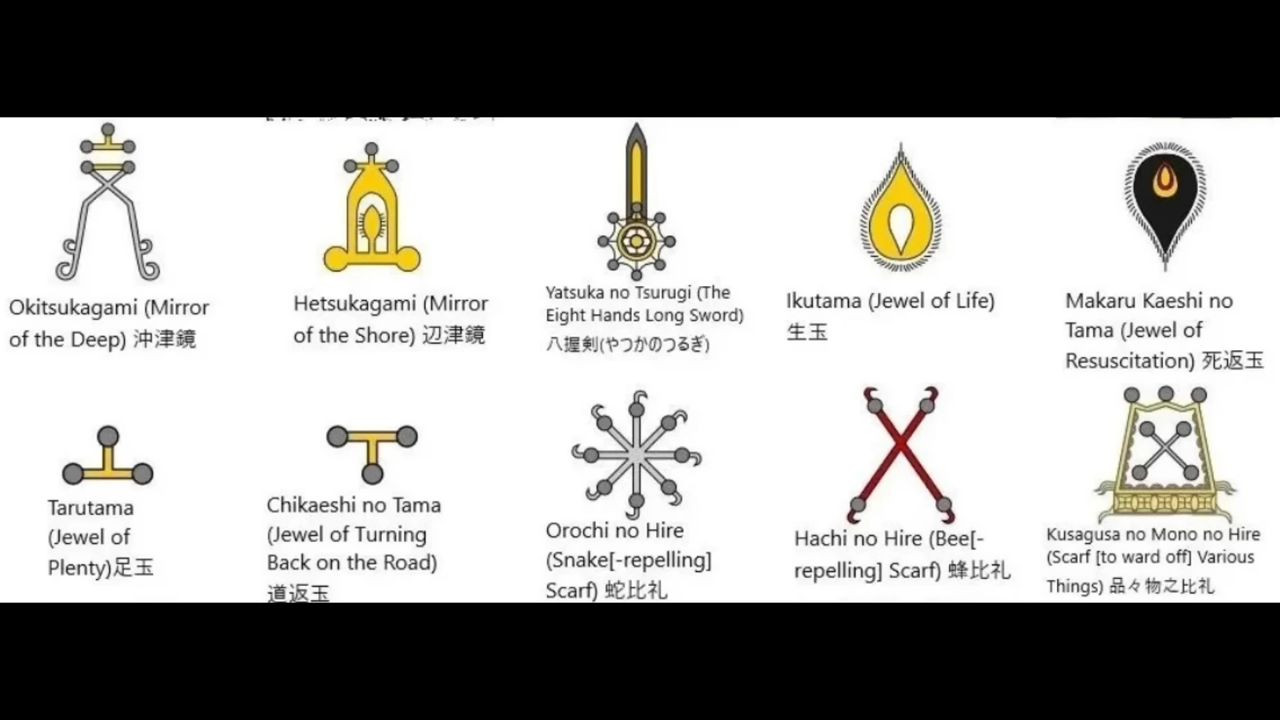 Okitsukagami (Mirror
of the Deep) 沖津鏡
Hetsukagami (Mirror
of the Shore) 辺津鏡
Yatsuka no Tsurugi (The
Eight Hands Long Sword)
八握剣(やつかのつるぎ)
Ikutama (Jewel of Life)
生玉
Makaru Kaeshi no
Tama (Jewel of
Resuscitation) 死返玉
Tarutama
(Jewel of
Plenty)足玉
Chikaeshi no Tama
(Jewel of Turning
Back on the Road)
道返玉
Orochi no Hire
(Snake[-repelling]
Scarf) 蛇比礼
Hachi no Hire (Bee[-
repelling] Scarf) 蜂比礼
Kusagusa no Mono no Hire
(Scarf [to ward off] Various
Things) 品々物之比礼